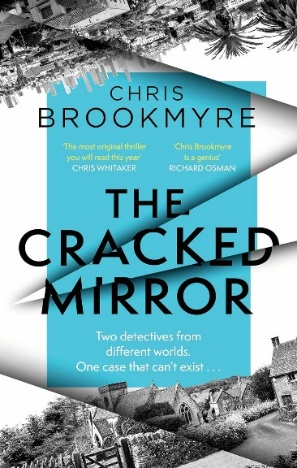 CHRIS
BROOKMYRE
'The most original thriller
you will read this year'
CHRIS WHITAKER
'Chris Brookmyre
is a genius'
RICHARD OSMAN
THE
CRACKED
MIRROR
Two detectives from
different worlds.
One case that can't exist . . .